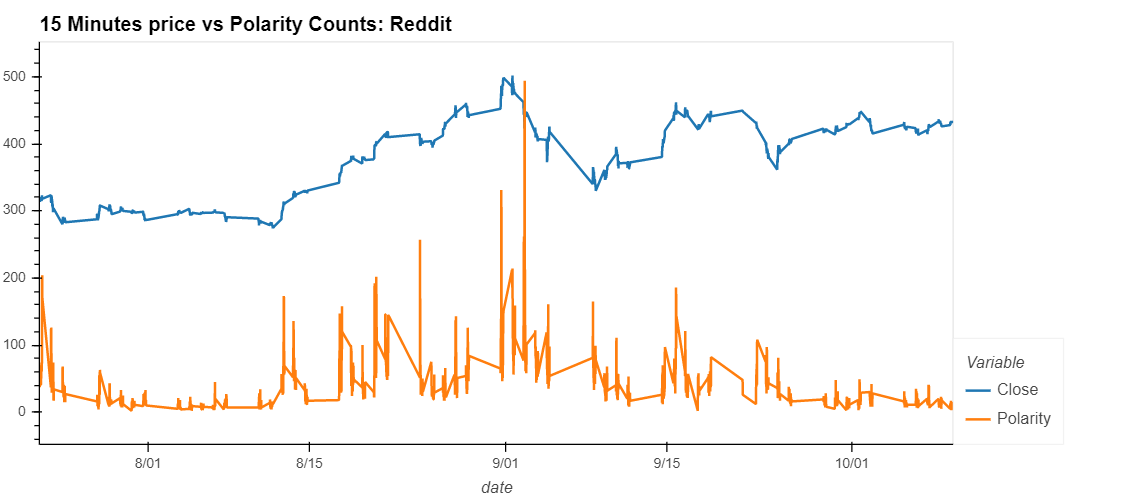 15 Minutes price vs Polarity Counts: Reddit
500
400
300
200
100
0
8/01 8/15 9/01 9/15 10/01
date
Variable
Close
Polarity